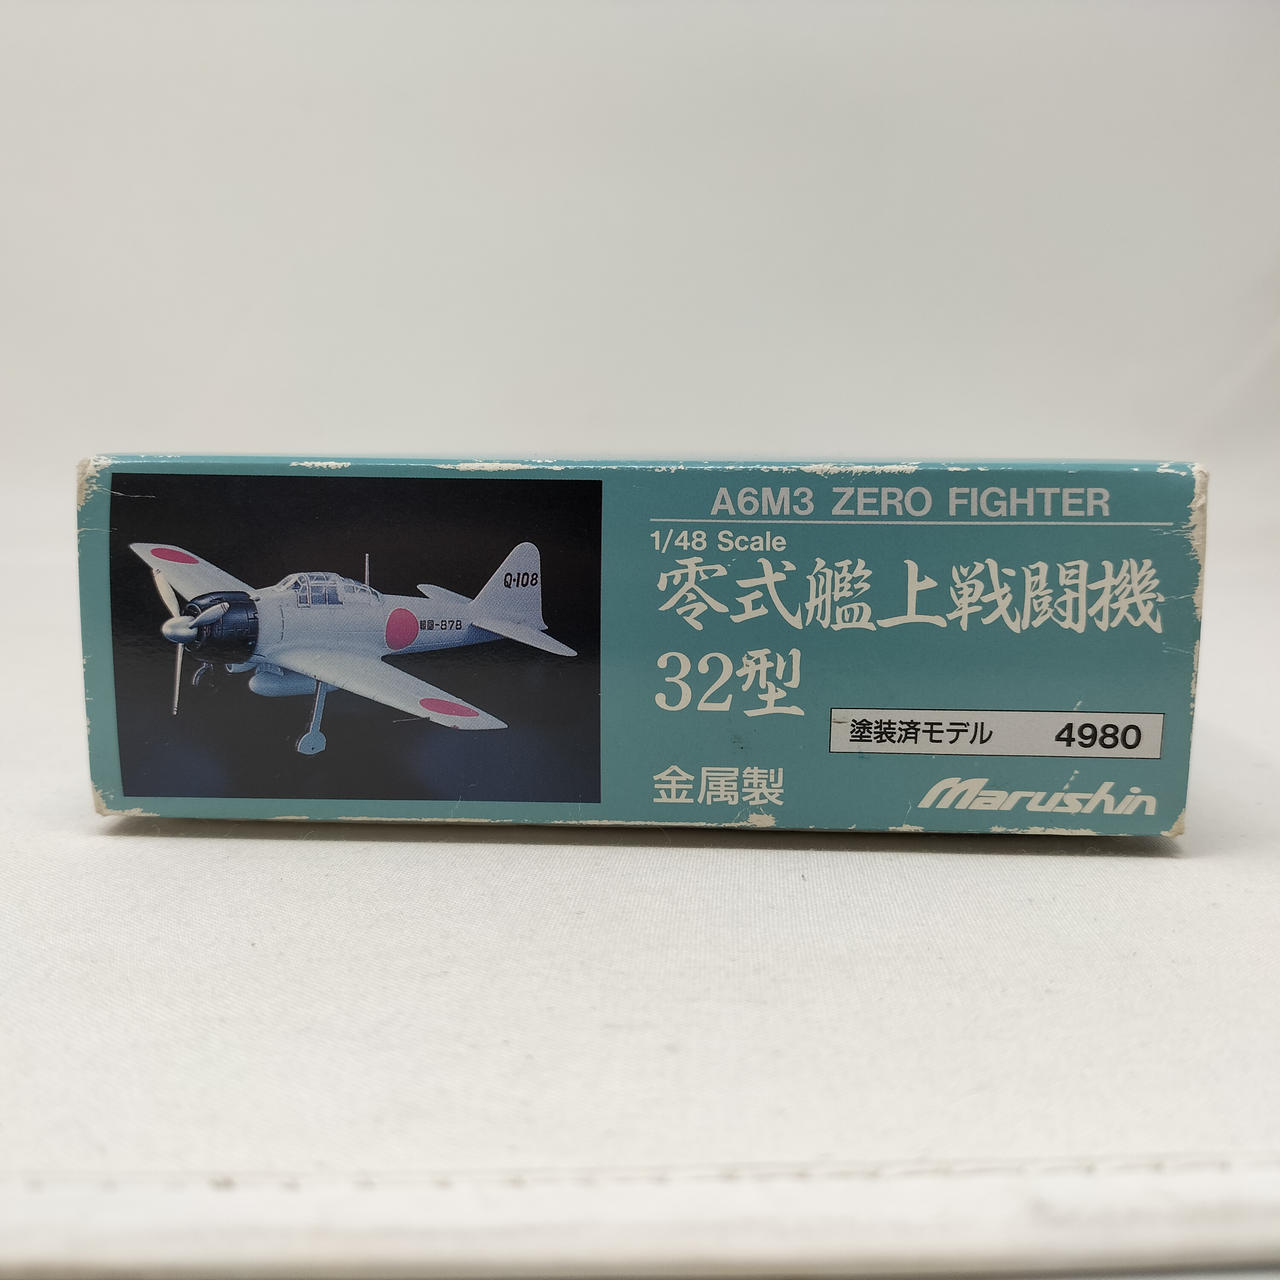 A6M3 ZERO FIGHTER
1/48 Scale
零式艦上戦闘機
32型
塗装済モデル 4980
金属製
Marushin
Q-108
-878